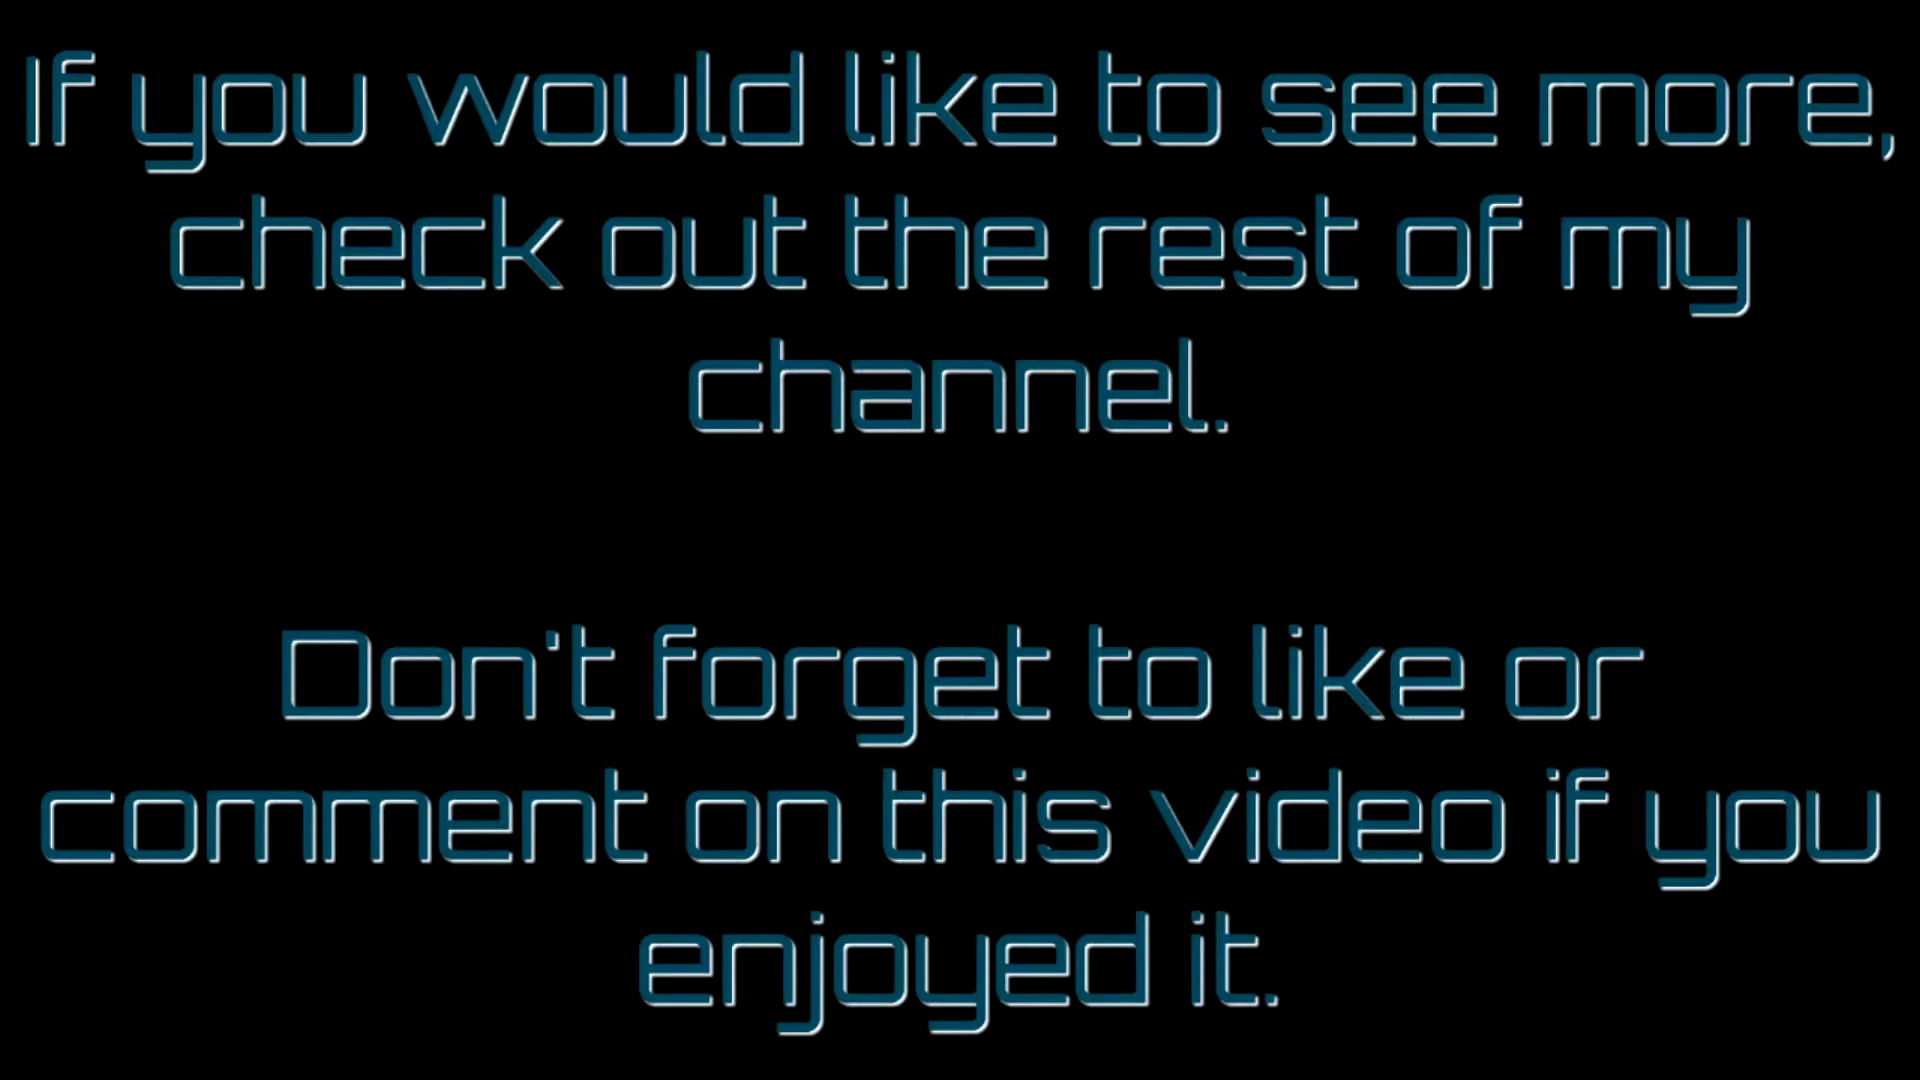 If you would like to see more,
check out the rest of my
channel.
Don't forget to like or
comment on this video if you
enjoyed it.